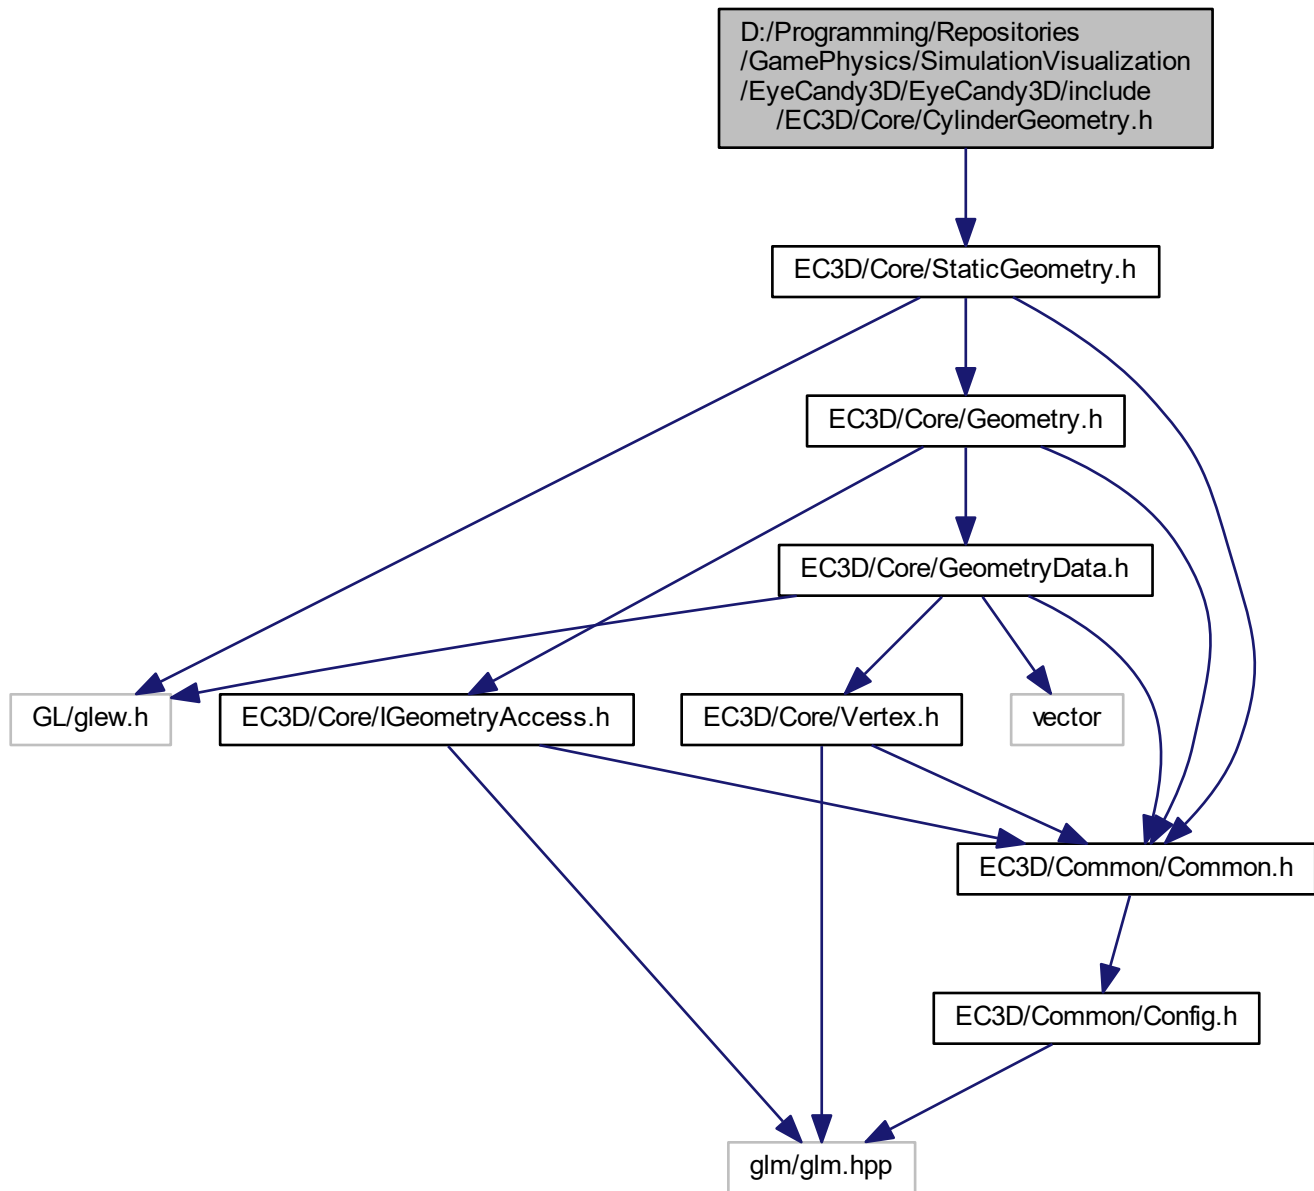 D:/Programming/Repositories
/GamePhysics/SimulationVisualization
/EyeCandy3D/EyeCandy3D/include
/EC3D/Core/CylinderGeometry.h
EC3D/Core/StaticGeometry.h
EC3D/Core/Geometry.h
EC3D/Core/GeometryData.h
GL/glew.h
EC3D/Core/IGeometryAccess.h
EC3D/Core/Vertex.h
vector
EC3D/Common/Common.h
EC3D/Common/Config.h
glm/glm.hpp